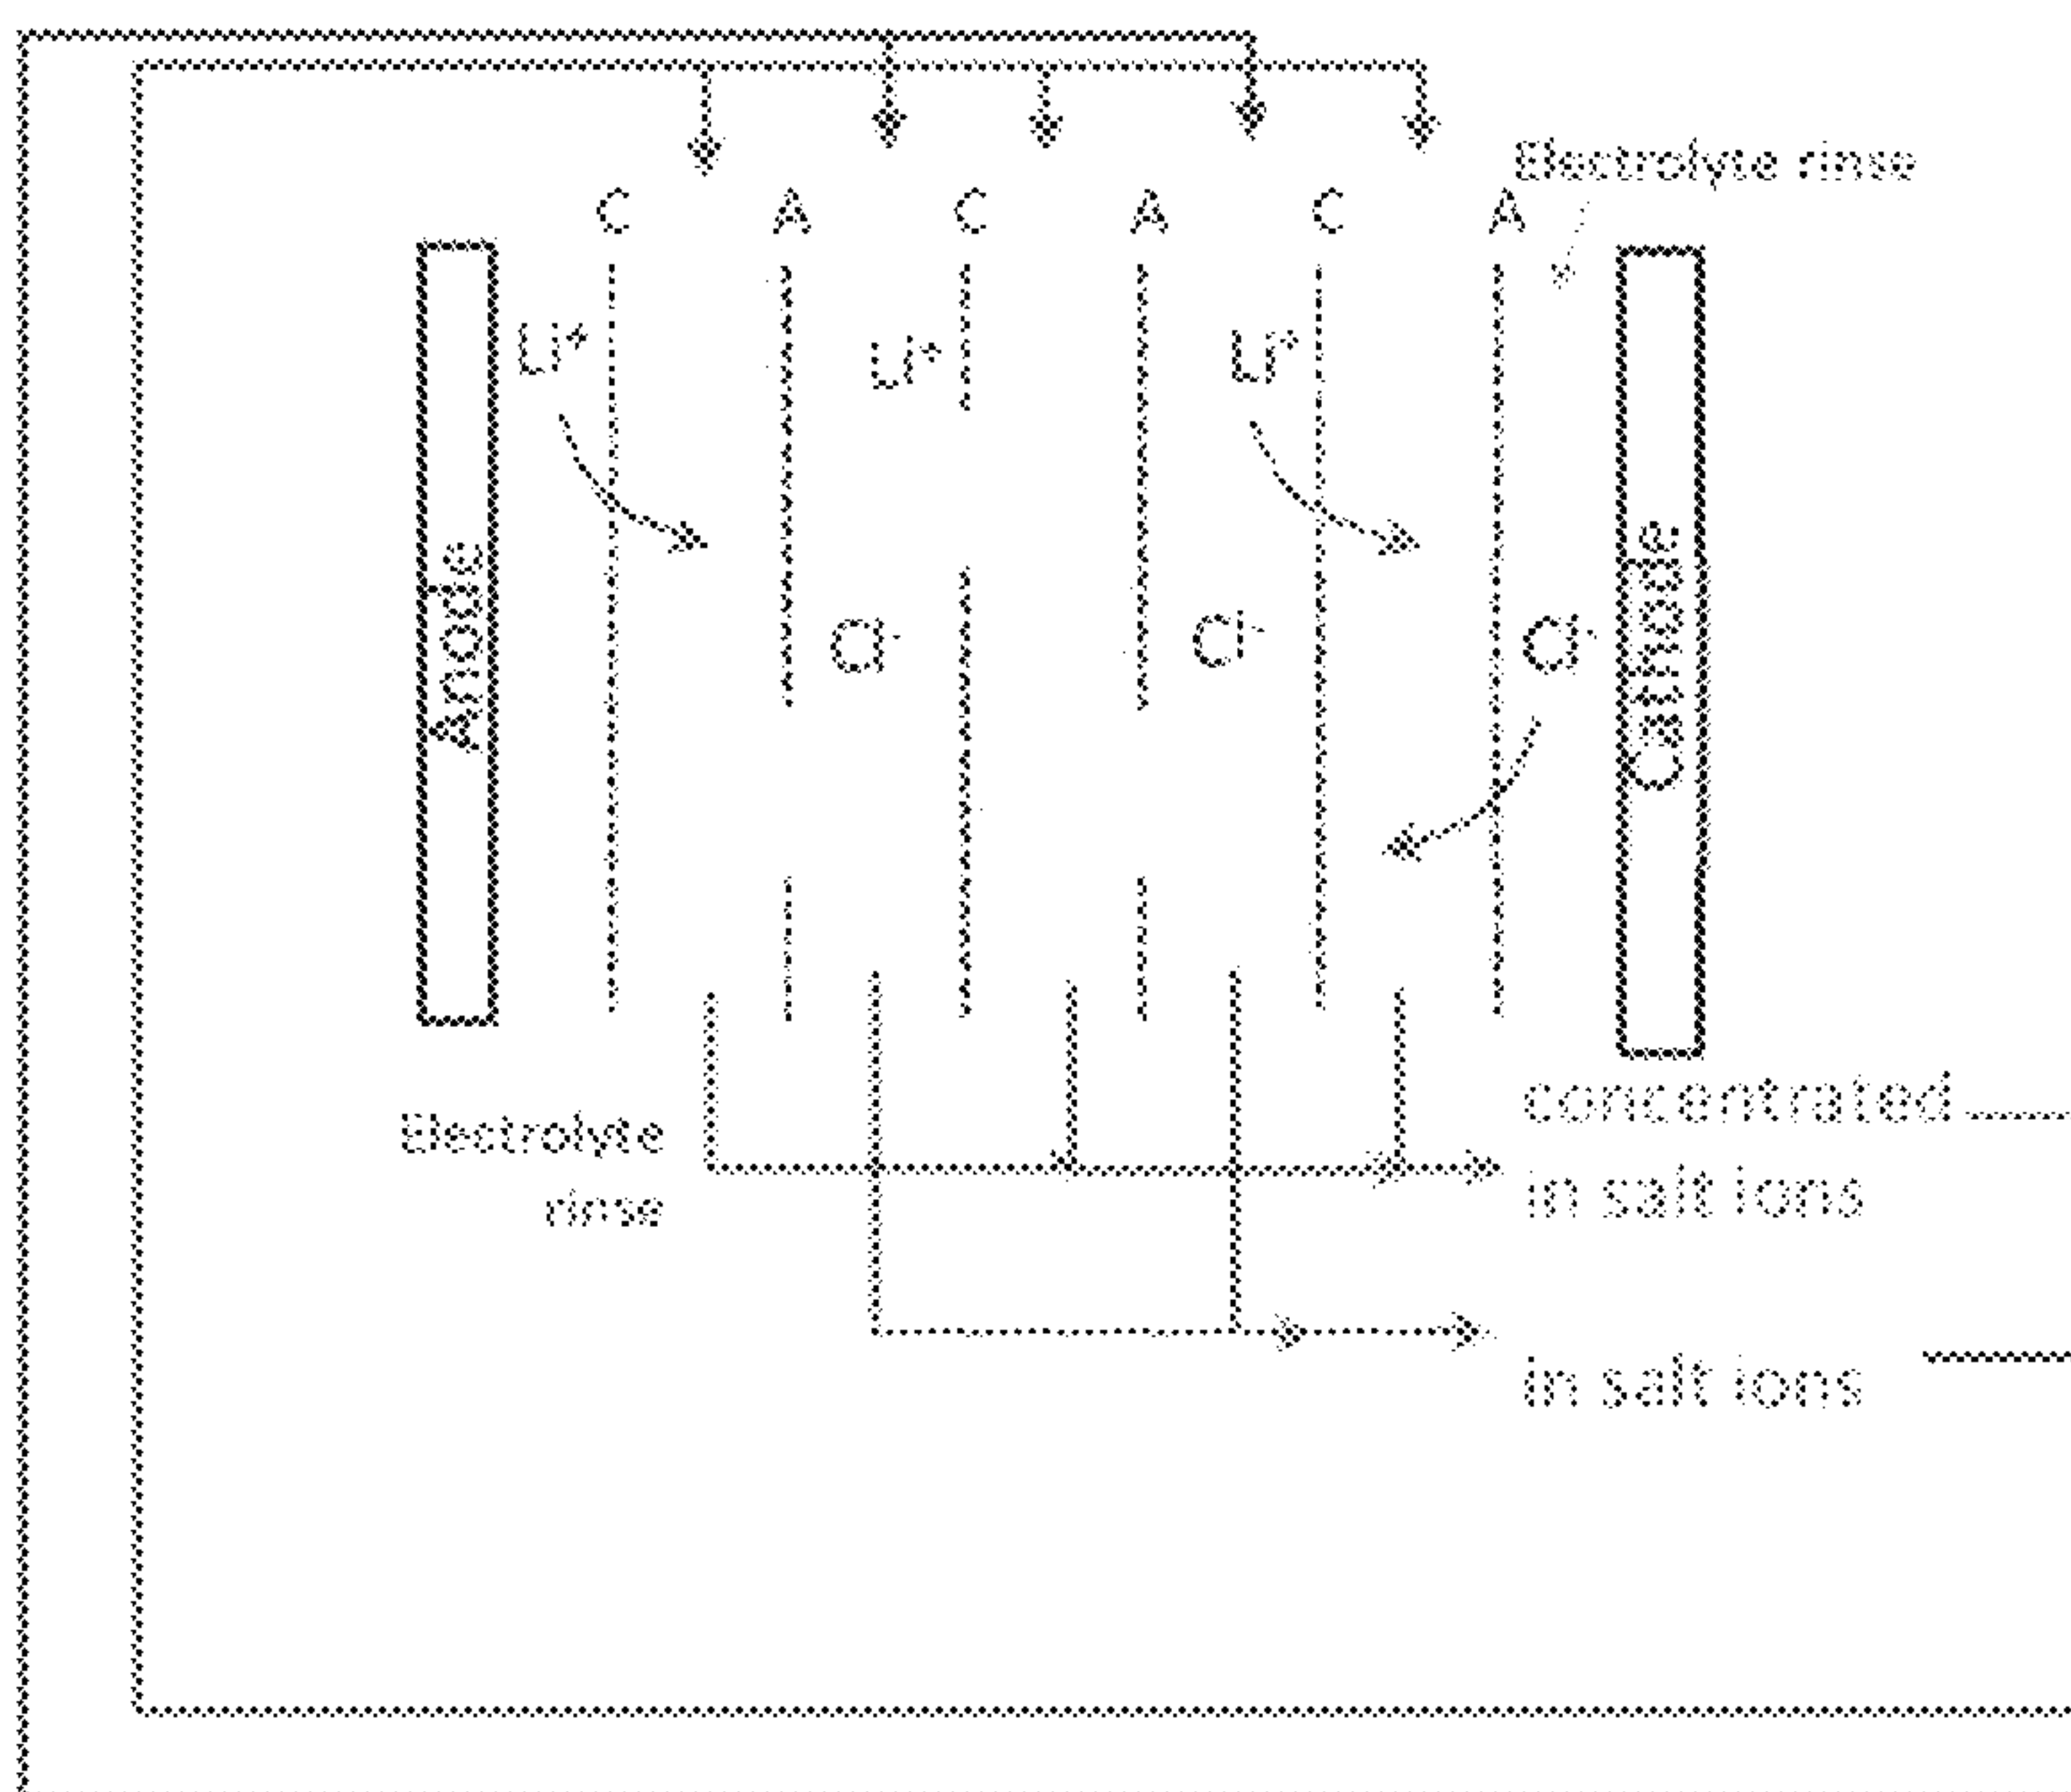 Electrolyte rinse
C A C A C A
Li+ Li+ Li+
Anode
Cl- Cl- Cl-
Cathode
concentrated
Electrolyte
in salt ions
rinse
in salt ions